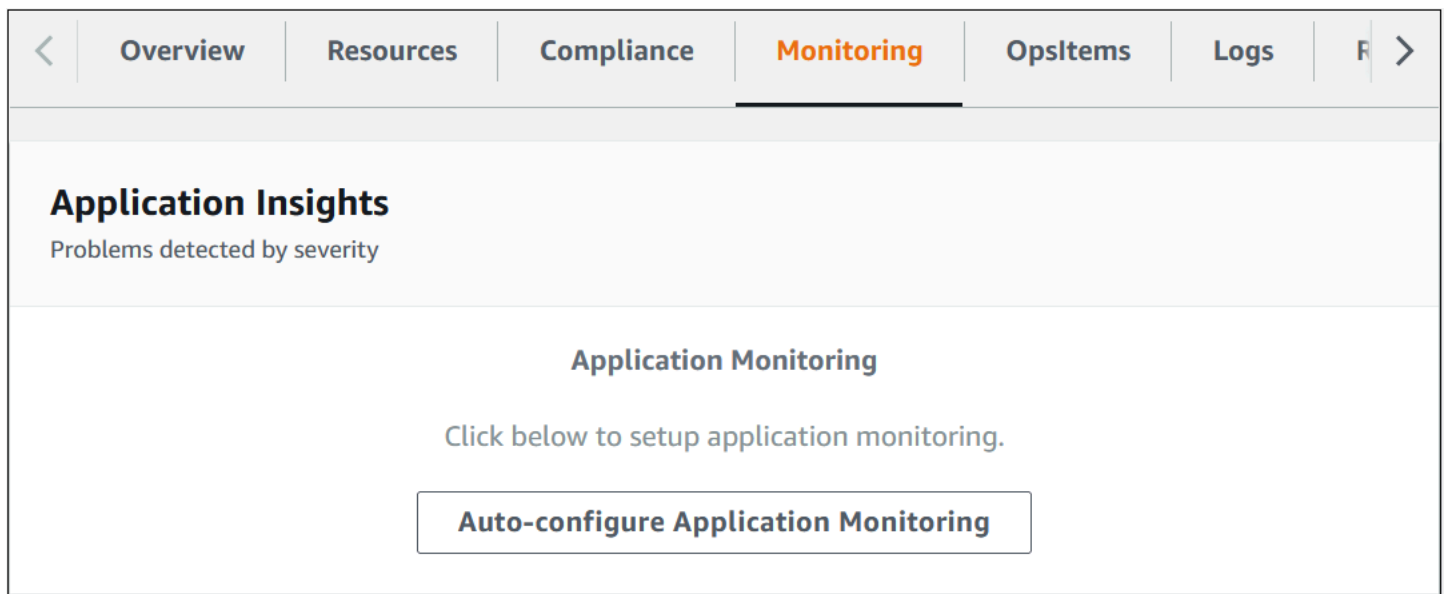 Overview Resources Compliance Monitoring OpsItems Logs
Application Insights
Problems detected by severity
Application Monitoring
Click below to setup application monitoring.
Auto-configure Application Monitoring